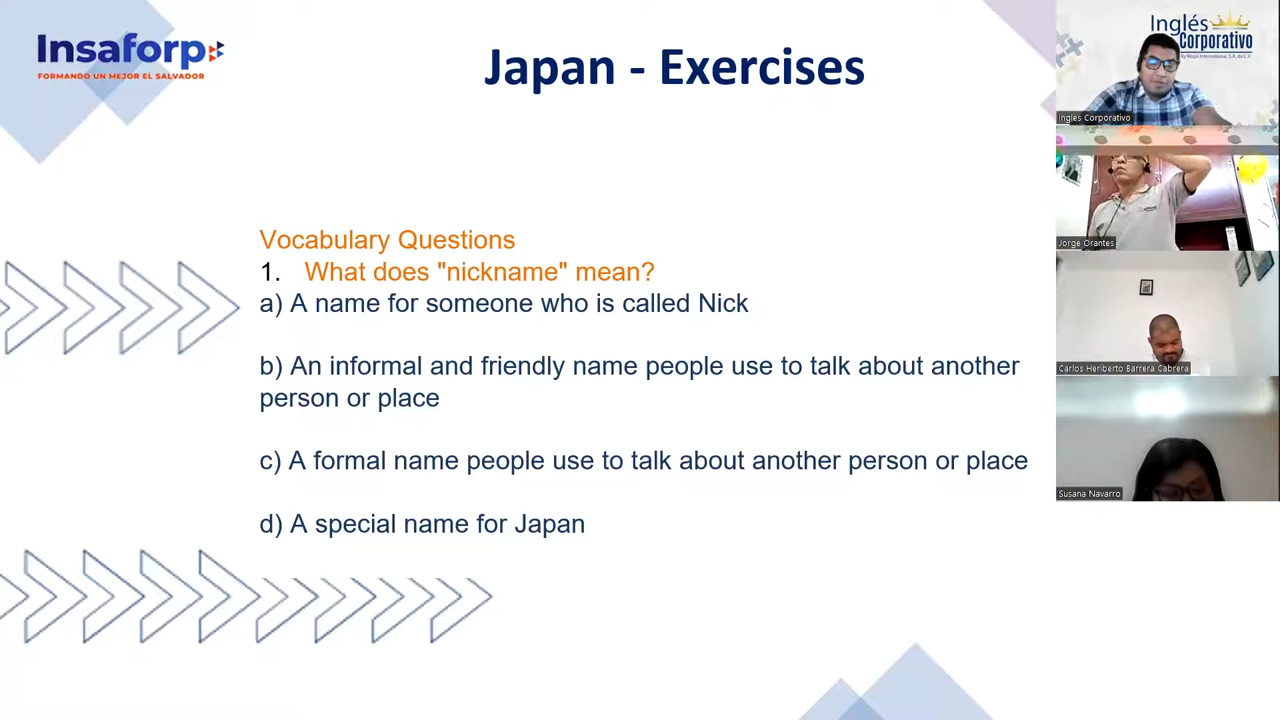 Insaforp
FORMANDO UN MEJOR EL SALVADOR
Japan - Exercises
Vocabulary Questions
1. What does "nickname" mean?
a) A name for someone who is called Nick
b) An informal and friendly name people use to talk about another
person or place
c) A formal name people use to talk about another person or place
d) A special name for Japan
Inglés
Corporativo
By Regio International, S.A. de C.V
Ingles Corporativo
Jorge Orantes
Carlos Heriberto Barrera Cabrera
Susana Navarro